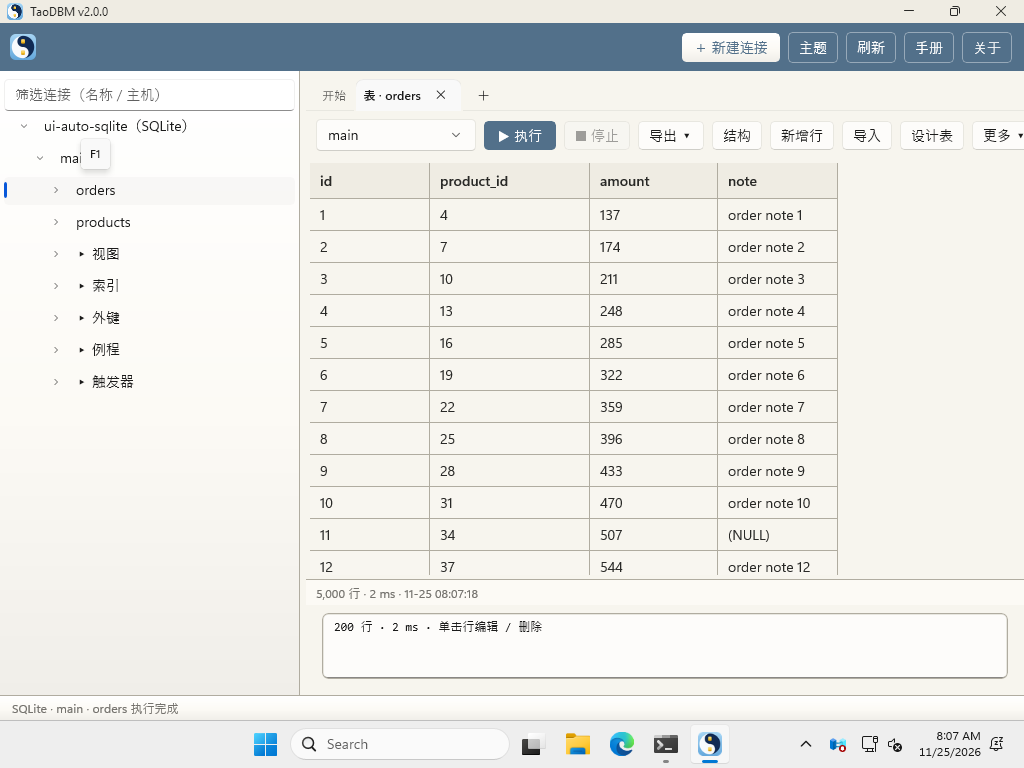 TaoDBM v2.0.0
+ 新建连接 主题 刷新 手册 关于
筛选连接（名称 / 主机）
ui-auto-sqlite（SQLite）
F1
orders
products
视图
索引
外键
例程
触发器
开始 表 · orders
main 执行 停止 导出 结构 新增行 导入 设计表 更多
id product_id amount note
1 4 137 order note 1
2 7 174 order note 2
3 10 211 order note 3
4 13 248 order note 4
5 16 285 order note 5
6 19 322 order note 6
7 22 359 order note 7
8 25 396 order note 8
9 28 433 order note 9
10 31 470 order note 10
11 34 507 (NULL)
12 37 544 order note 12
5,000 行 · 2 ms · 11-25 08:07:18
200 行 · 2 ms · 单击行编辑 / 删除
SQLite · main · orders 执行完成
Search
8:07 AM
11/25/2026